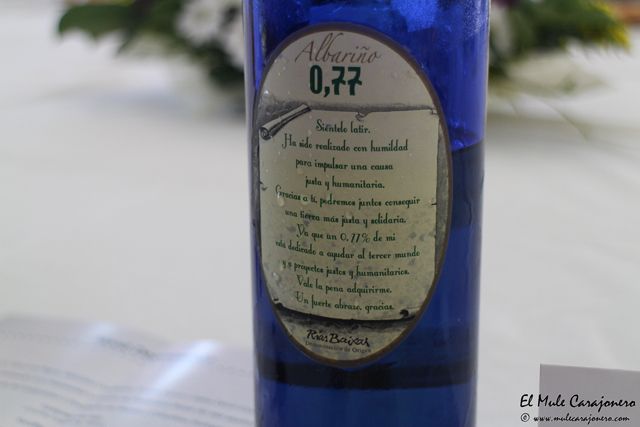 Albariño
0,77
Siéntelo latir.
Ha sido realizado con humildad
para impulsar una causa
justa y humanitaria.
Gracias a ti, podremos juntos conseguir
una tierra más justa y solidaria.
Ya que un 0,77% de mi
está dedicado a ayudar al tercer mundo
y a proyectos justos y humanitarios.
Vale la pena adquirirme.
Un fuerte abrazo, gracias.
Rías Baixas
Denominación de Origen
El Mule Carajonero
© www.mulecarajonero.com